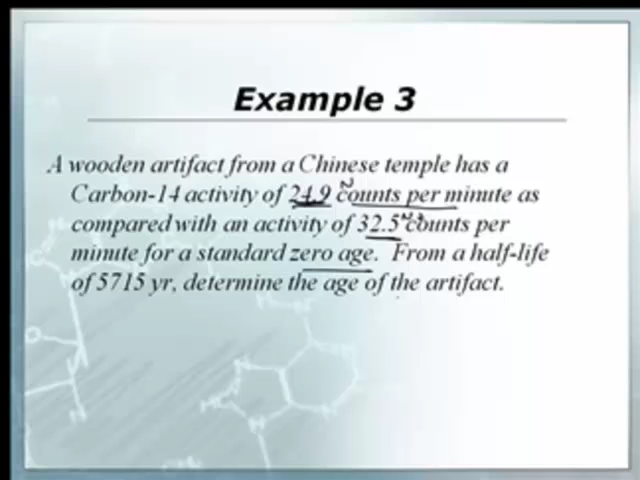 Example 3
A wooden artifact from a Chinese temple has a
Carbon-14 activity of 24.9 counts per minute as
compared with an activity of 32.5 counts per
minute for a standard zero age. From a half-life
of 5715 yr, determine the age of the artifact.